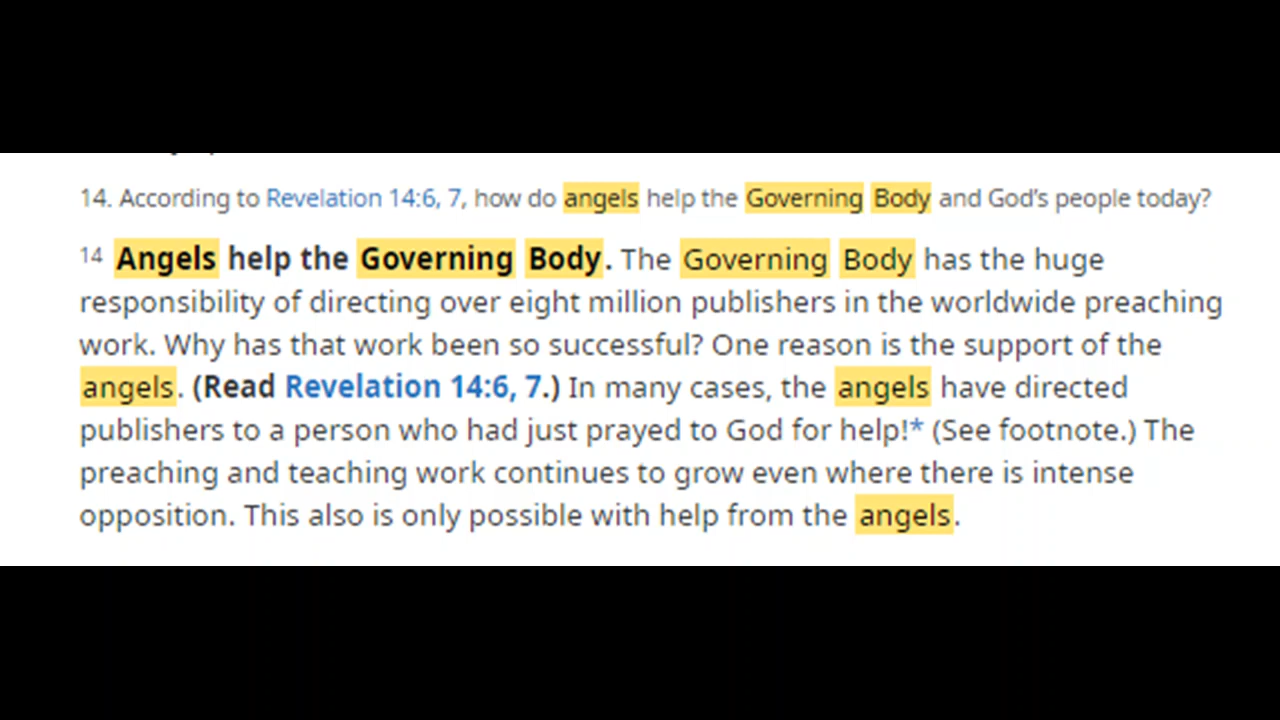 14. According to Revelation 14:6, 7, how do angels help the Governing Body and God's people today?
14 Angels help the Governing Body. The Governing Body has the huge
responsibility of directing over eight million publishers in the worldwide preaching
work. Why has that work been so successful? One reason is the support of the
angels. (Read Revelation 14:6, 7.) In many cases, the angels have directed
publishers to a person who had just prayed to God for help!* (See footnote.) The
preaching and teaching work continues to grow even where there is intense
opposition. This also is only possible with help from the angels.